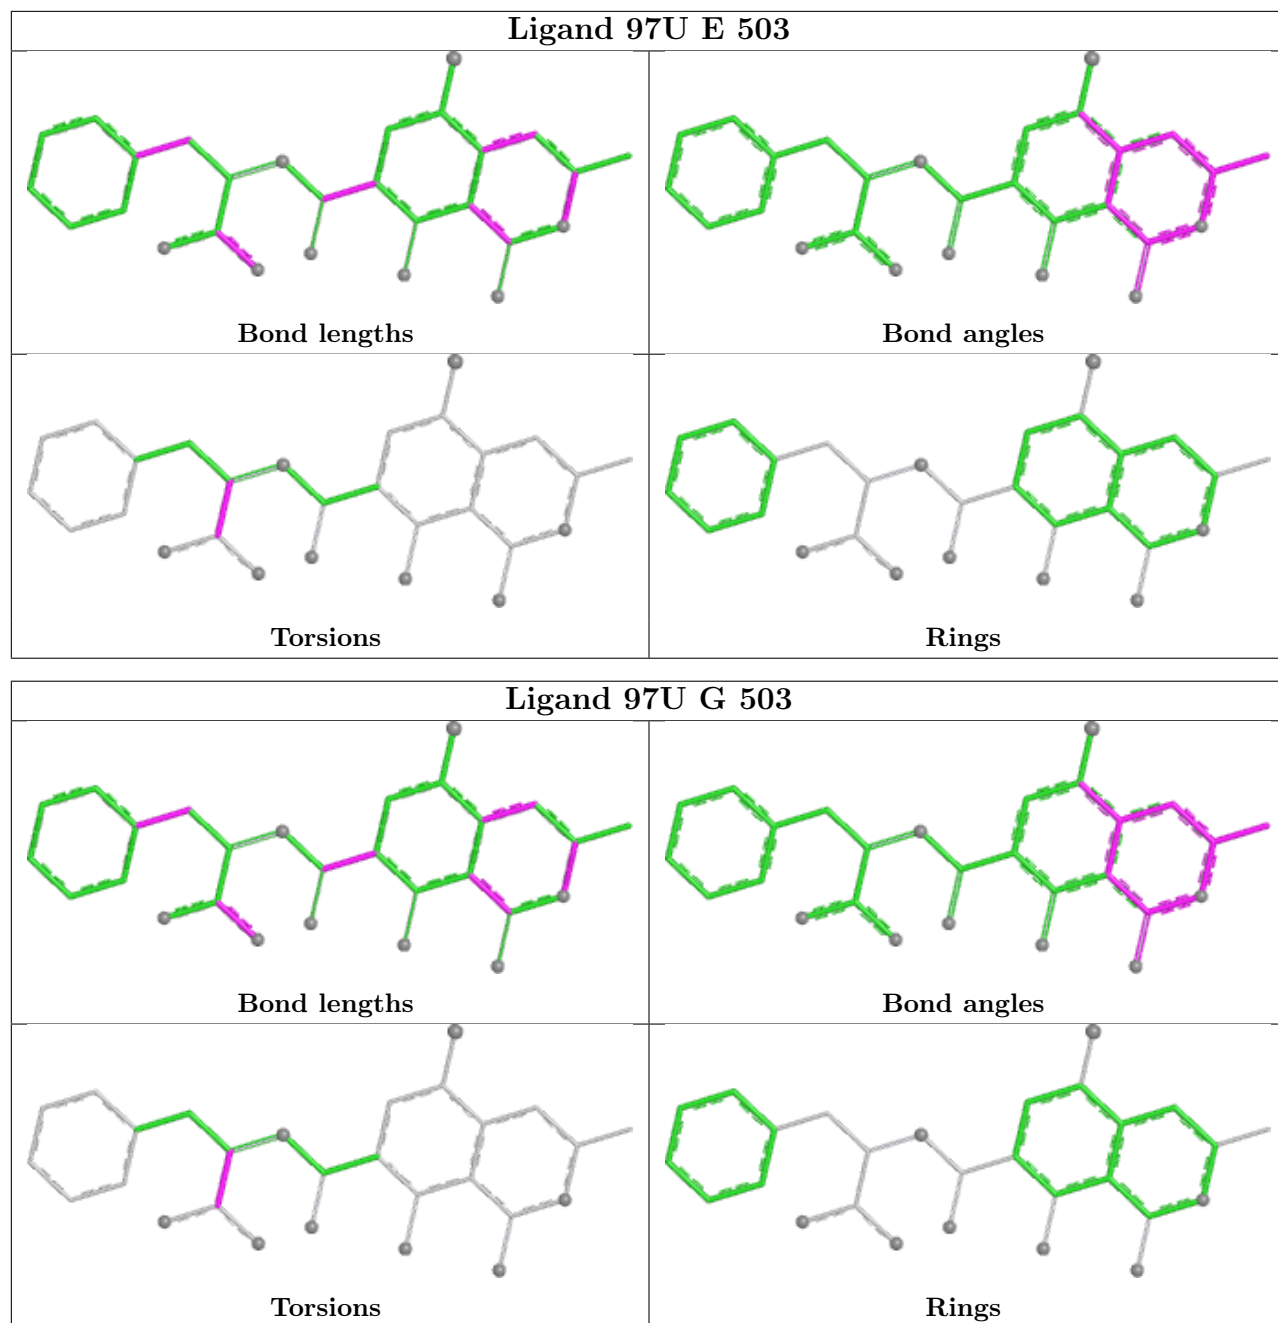 Ligand 97U E 503
Bond lengths
Bond angles
Torsions
Rings
Ligand 97U G 503
Bond lengths
Bond angles
Torsions
Rings